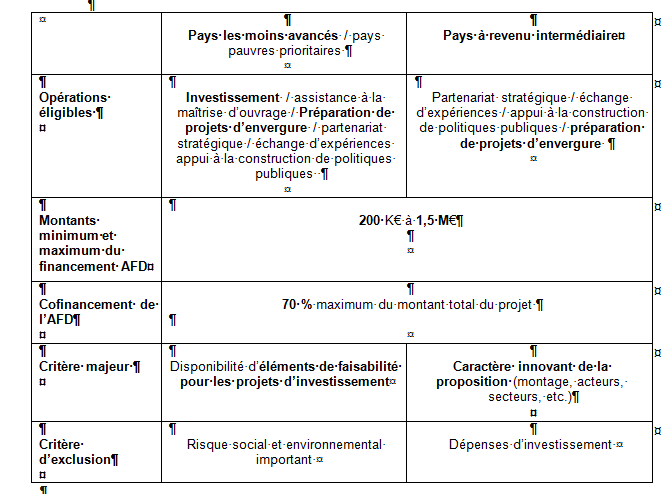 Pays les moins avancés / pays
pauvres prioritaires
Pays à revenu intermédiaire
Opérations
éligibles
Investissement / assistance à la
maîtrise d'ouvrage / Préparation de
projets d'envergure / partenariat
stratégique / échange d'expériences
appui à la construction de politiques
publiques
Partenariat stratégique / échange
d'expériences / appui à la construction
de politiques publiques / préparation
de projets d'envergure
Montants
minimum et
maximum du
financement AFD
200 K€ à 1,5 M€
Cofinancement de
l'AFD
70 % maximum du montant total du projet
Critère majeur
Disponibilité d'éléments de faisabilité
pour les projets d'investissement
Caractère innovant de la
proposition (montage, acteurs,
secteurs, etc.)
Critère
d'exclusion
Risque social et environnemental
important
Dépenses d'investissement